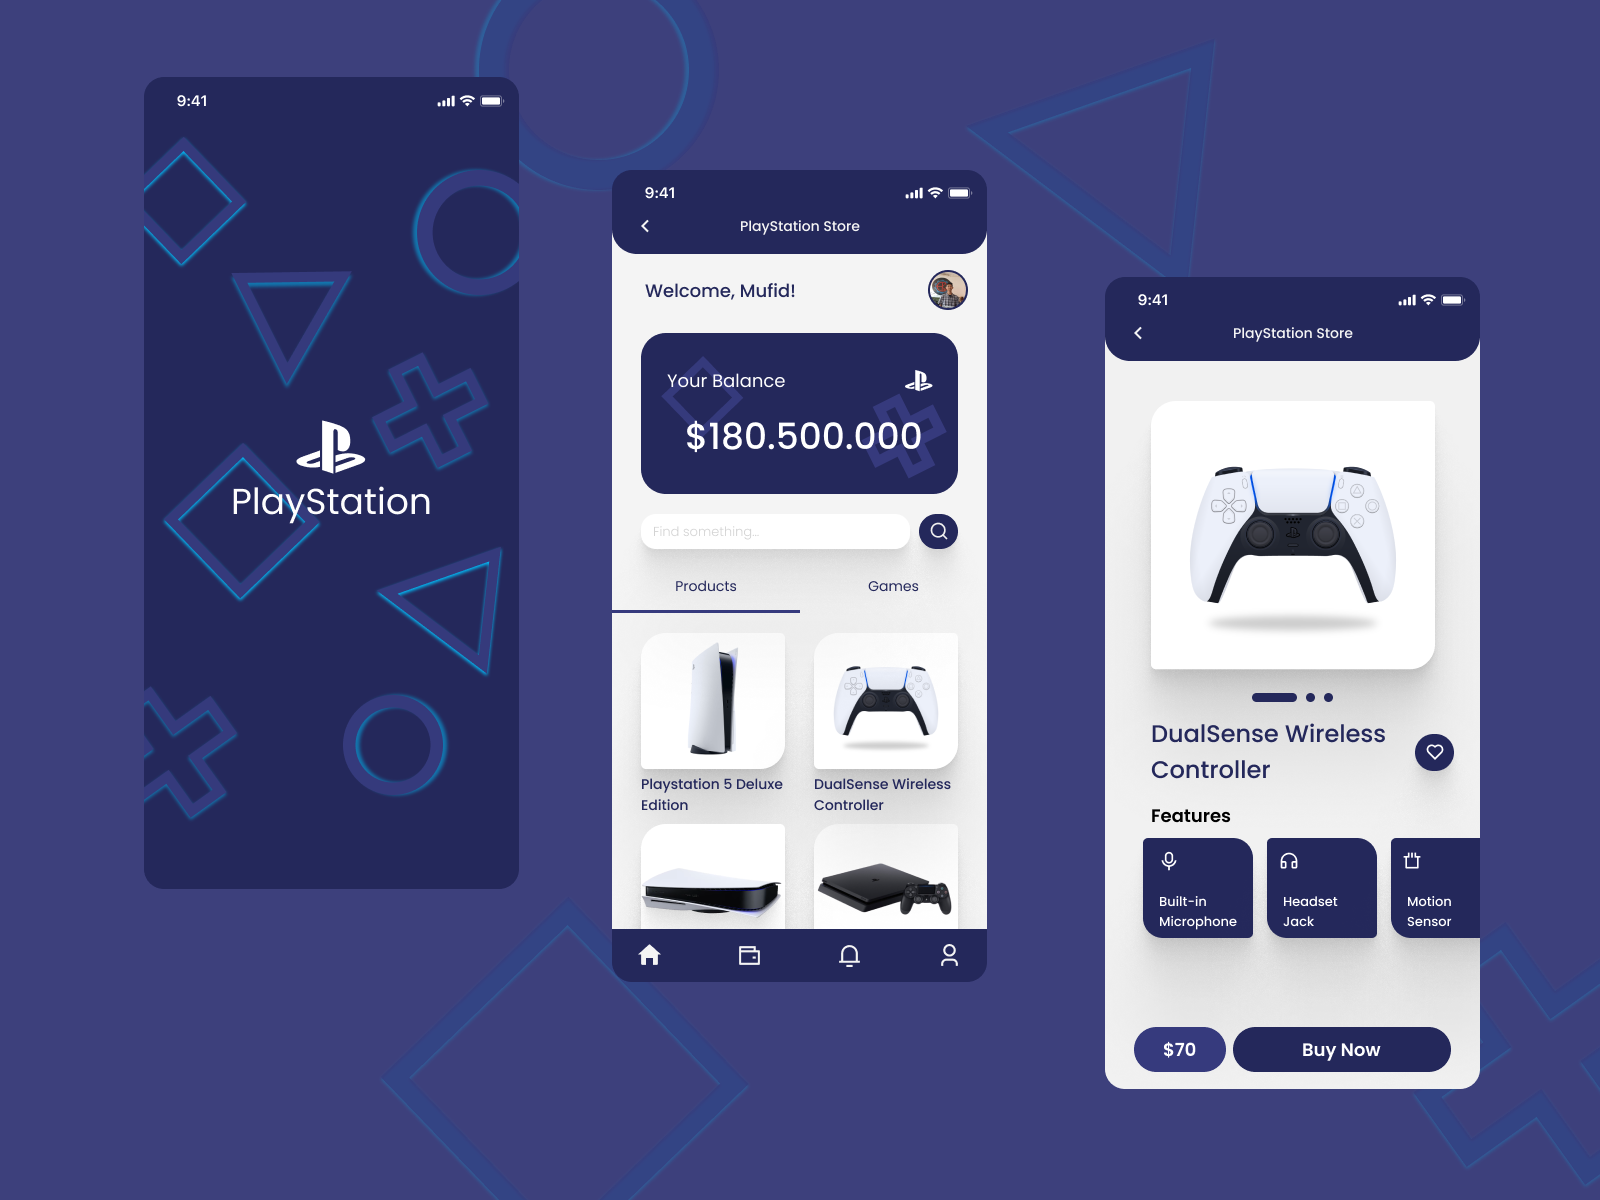 9:41
PlayStation
9:41
PlayStation Store
Welcome, Mufid!
Your Balance
$180.500.000
Find something...
Products
Games
Playstation 5 Deluxe
Edition
DualSense Wireless
Controller
9:41
PlayStation Store
DualSense Wireless
Controller
Features
Built-in
Microphone
Headset
Jack
Motion
Sensor
$70
Buy Now